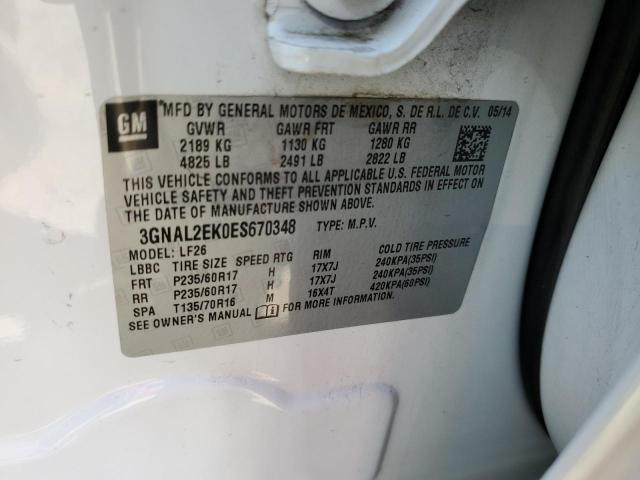 GM *MFD BY GENERAL MOTORS DE MEXICO, S. DE R.L. DE C.V. 05/14
GVWR GAWR FRT GAWR RR
2189 KG 1130 KG 1280 KG
4825 LB 2491 LB 2822 LB
THIS VEHICLE CONFORMS TO ALL APPLICABLE U.S. FEDERAL MOTOR
VEHICLE SAFETY AND THEFT PREVENTION STANDARDS IN EFFECT ON
THE DATE OF MANUFACTURE SHOWN ABOVE.
3GNAL2EK0ES670348 TYPE: M.P.V.
MODEL: LF26
LBBC TIRE SIZE SPEED RTG RIM COLD TIRE PRESSURE
FRT P235/60R17 H 17X7J 240KPA(35PSI)
RR P235/60R17 H 17X7J 240KPA(35PSI)
SPA T135/70R16 M 16X4T 420KPA(60PSI)
SEE OWNER'S MANUAL FOR MORE INFORMATION.